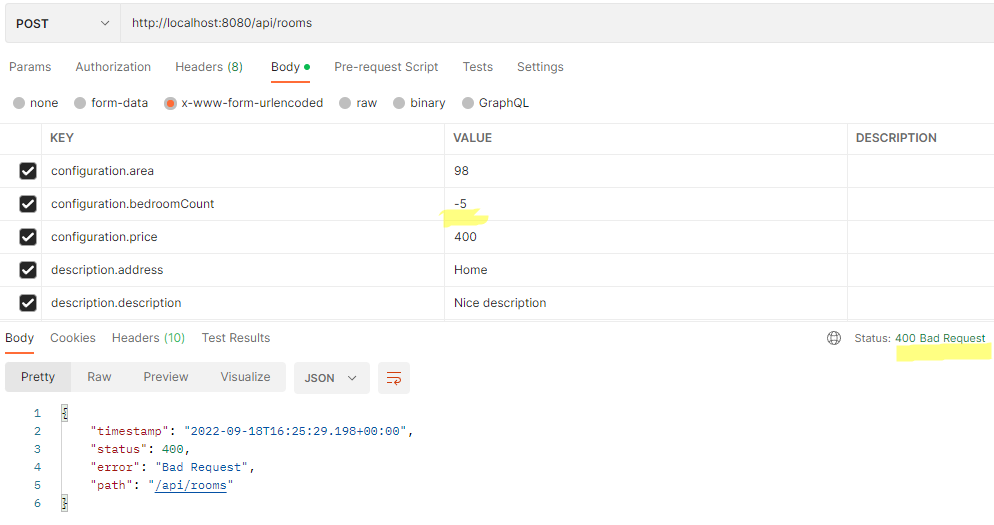 POST http://localhost:8080/api/rooms
Params Authorization Headers (8) Body Pre-request Script Tests Settings
none form-data x-www-form-urlencoded raw binary GraphQL
KEY VALUE DESCRIPTION
configuration.area 98
configuration.bedroomCount -5
configuration.price 400
description.address Home
description.description Nice description
Body Cookies Headers (10) Test Results Status: 400 Bad Request
Pretty Raw Preview Visualize JSON
1 {
2 "timestamp": "2022-09-18T16:25:29.198+00:00",
3 "status": 400,
4 "error": "Bad Request",
5 "path": "/api/rooms"
6 }